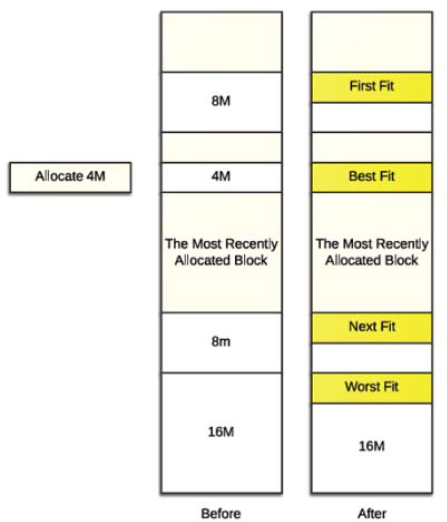 First Fit
8M
Allocate 4M
4M
Best Fit
The Most Recently
Allocated Block
The Most Recently
Allocated Block
Next Fit
8m
Worst Fit
16M
16M
Before
After